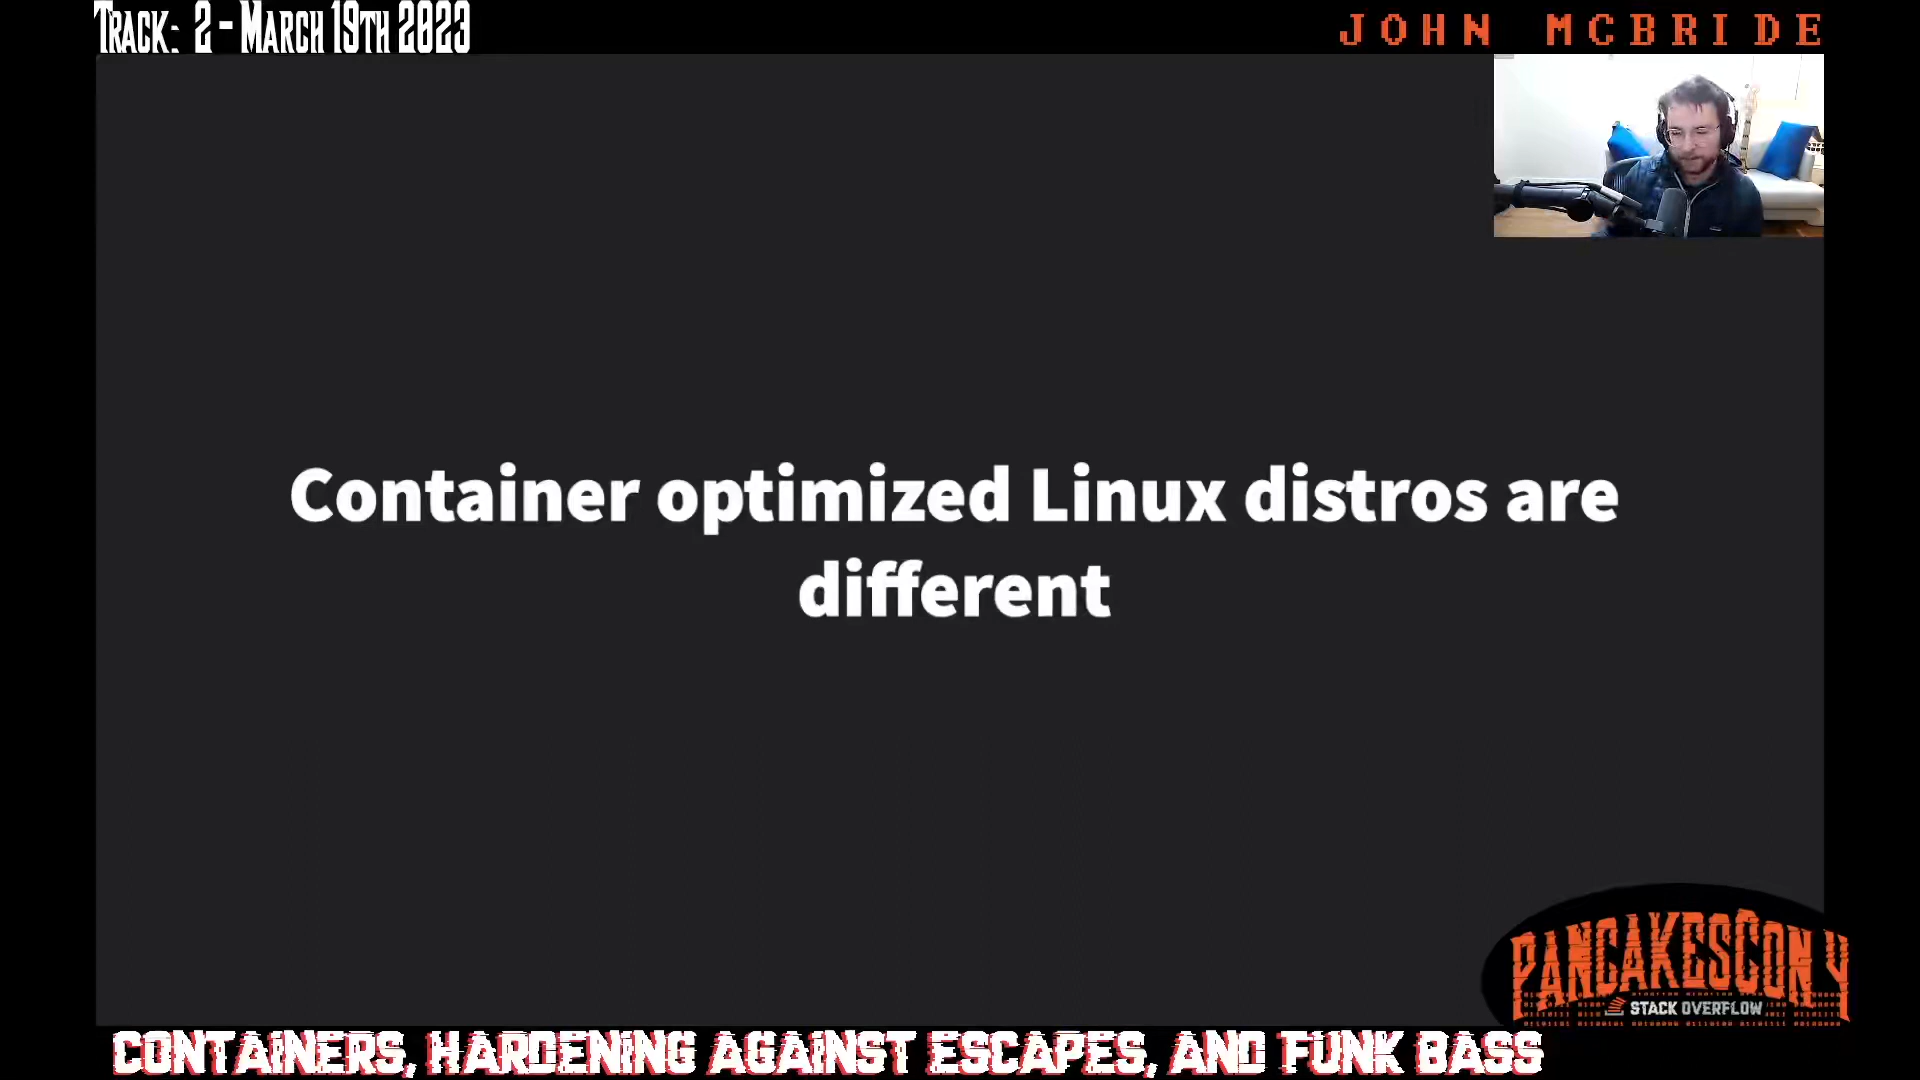 Track: 2 - March 19th 2023
JOHN MCBRIDE
Container optimized Linux distros are
different
PANCAKESCON 4
STACK OVERFLOW
CONTAINERS, HARDENING AGAINST ESCAPES, AND FUNK BASS